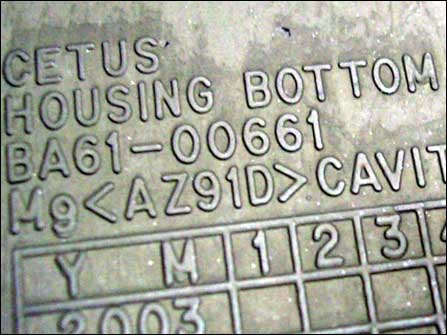 CETUS
HOUSING BOTTOM
BA61-00661
Mg<AZ91D>CAVIT
Y M 1 2 3
2003